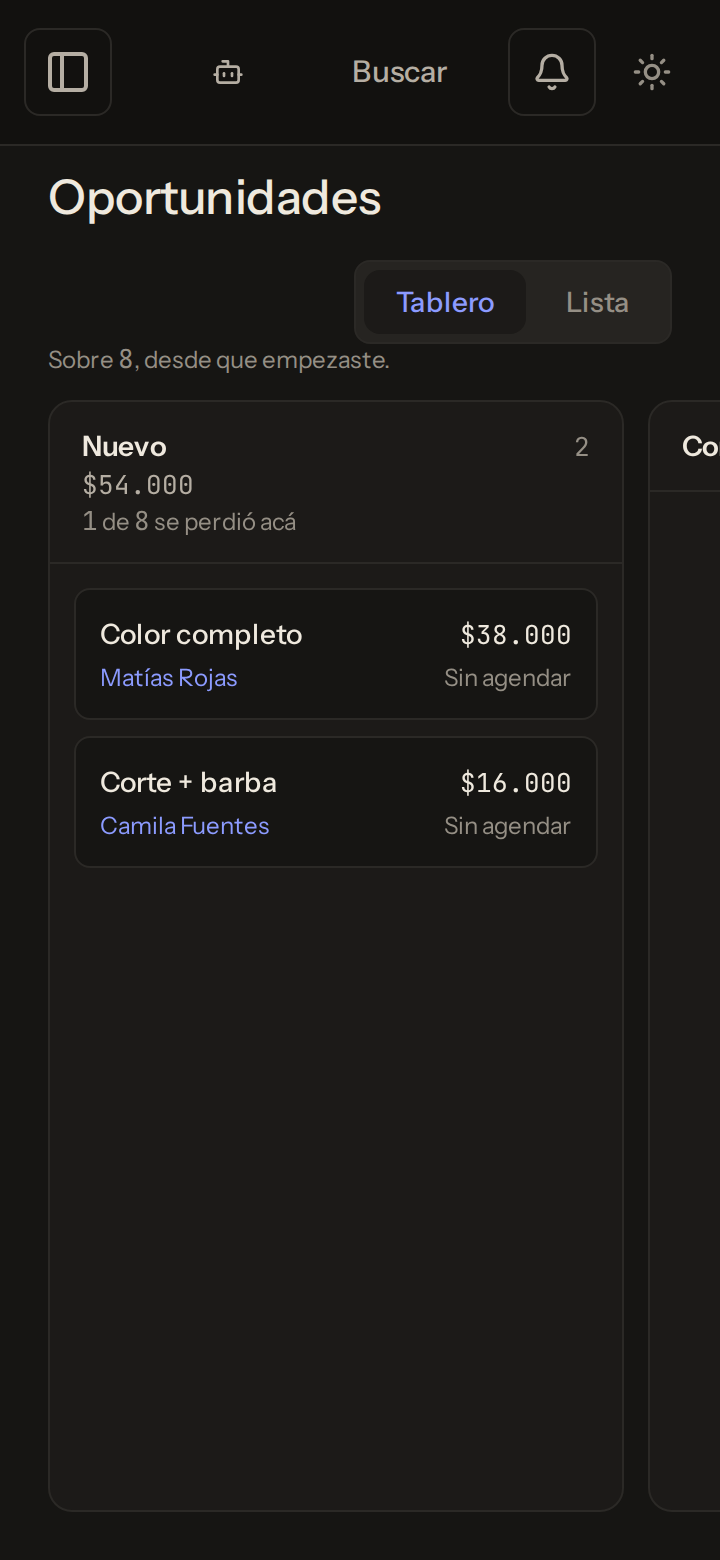 Buscar
Oportunidades
Tablero Lista
Sobre 8, desde que empezaste.
Nuevo 2
$54.000
1 de 8 se perdió acá
Color completo $38.000
Matías Rojas Sin agendar
Corte + barba $16.000
Camila Fuentes Sin agendar